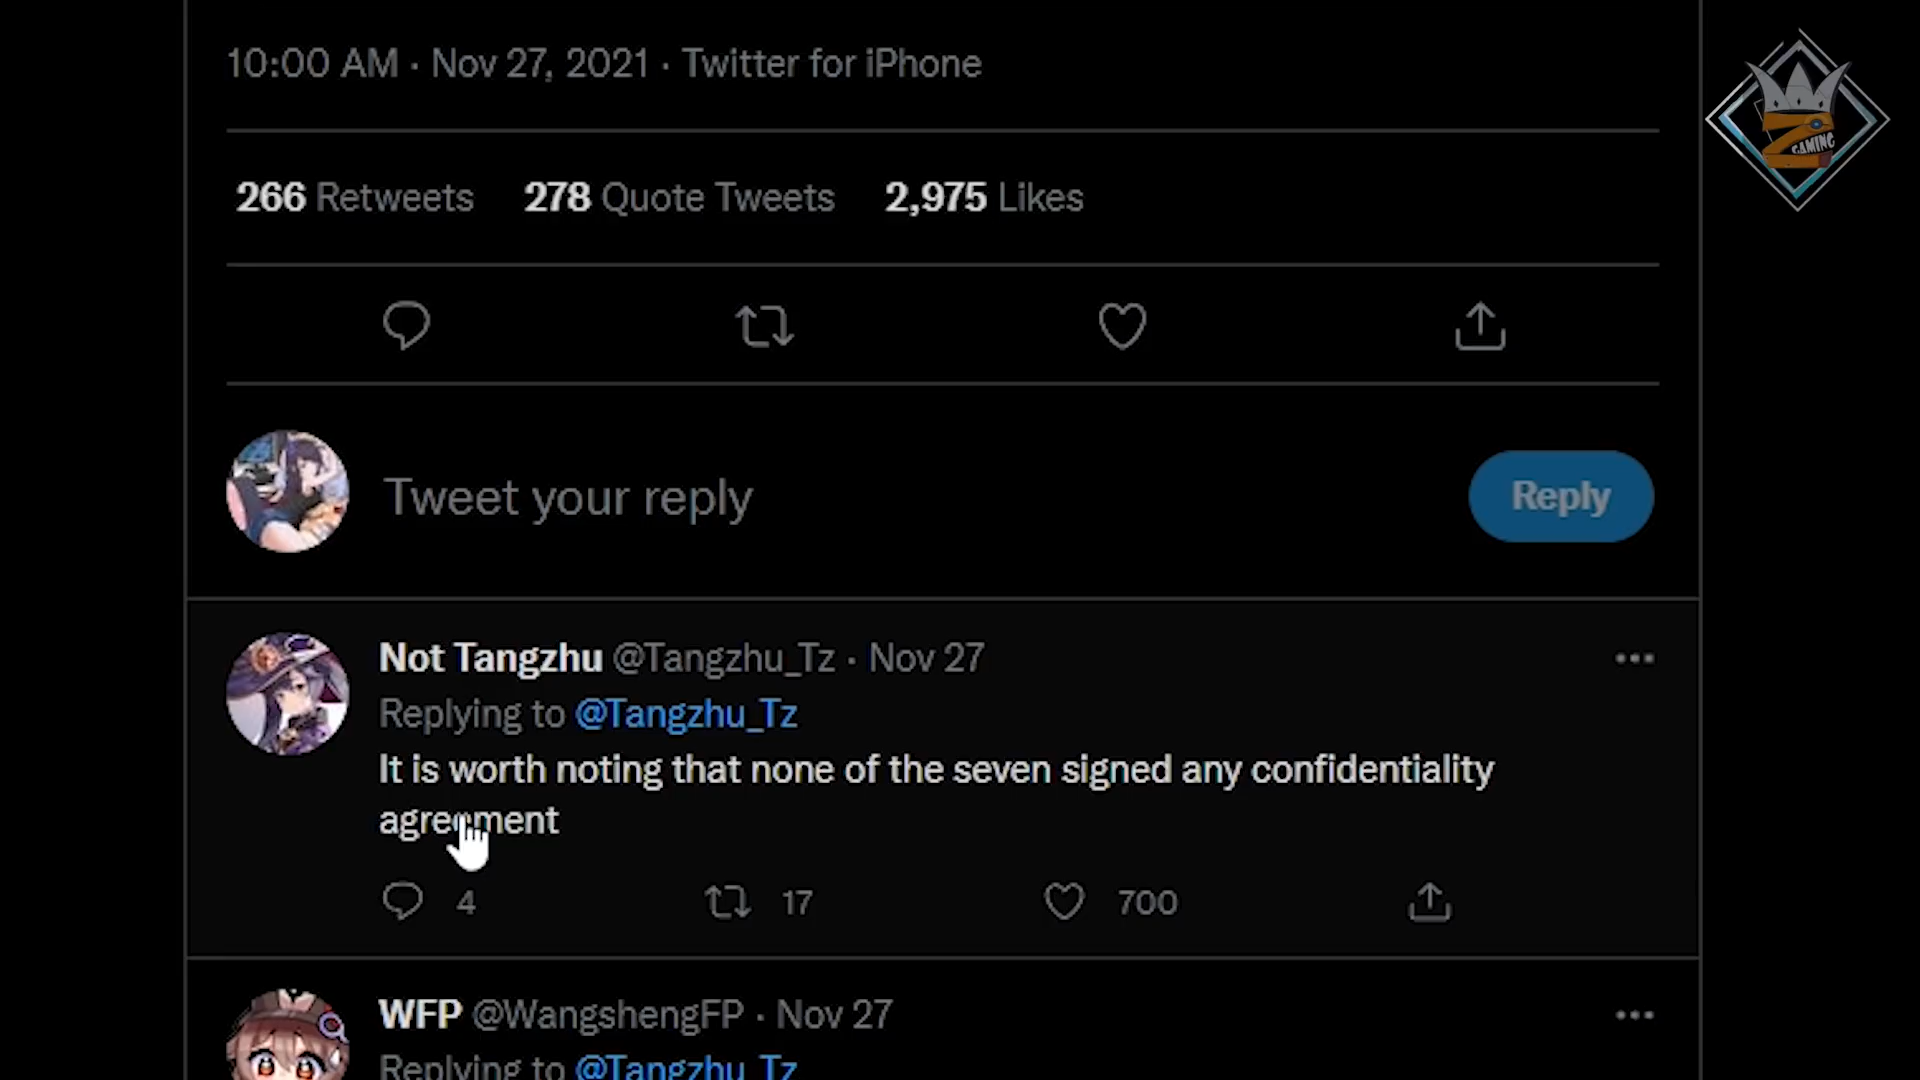 10:00 AM · Nov 27, 2021 · Twitter for iPhone
GAMING
266 Retweets 278 Quote Tweets 2,975 Likes
Tweet your reply
Reply
Not Tangzhu @Tangzhu_Tz · Nov 27
Replying to @Tangzhu_Tz
It is worth noting that none of the seven signed any confidentiality
agreement
4 17 700
WFP @WangshengFP · Nov 27
Replying to @Tangzhu_Tz